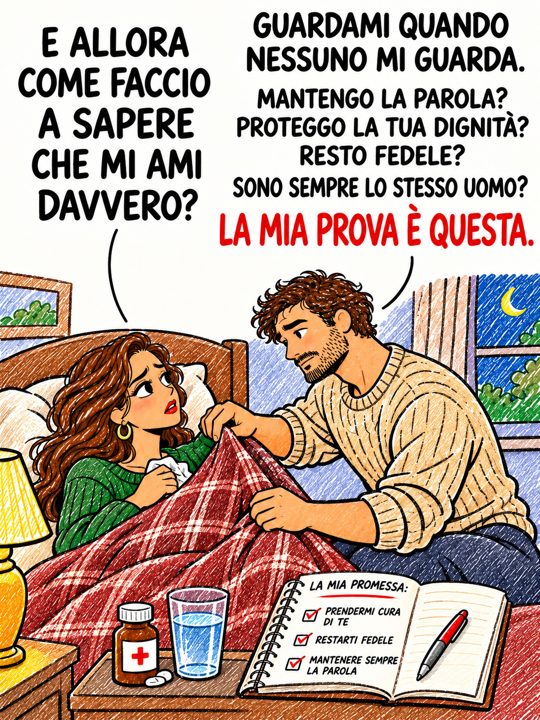 E ALLORA
COME FACCIO
A SAPERE
CHE MI AMI
DAVVERO?
GUARDAMI QUANDO
NESSUNO MI GUARDA.
MANTENGO LA PAROLA?
PROTEGGO LA TUA DIGNITÀ?
RESTO FEDELE?
SONO SEMPRE LO STESSO UOMO?
LA MIA PROVA È QUESTA.
LA MIA PROMESSA:
PRENDERMI CURA
DI TE
RESTARTI FEDELE
MANTENERE SEMPRE
LA PAROLA